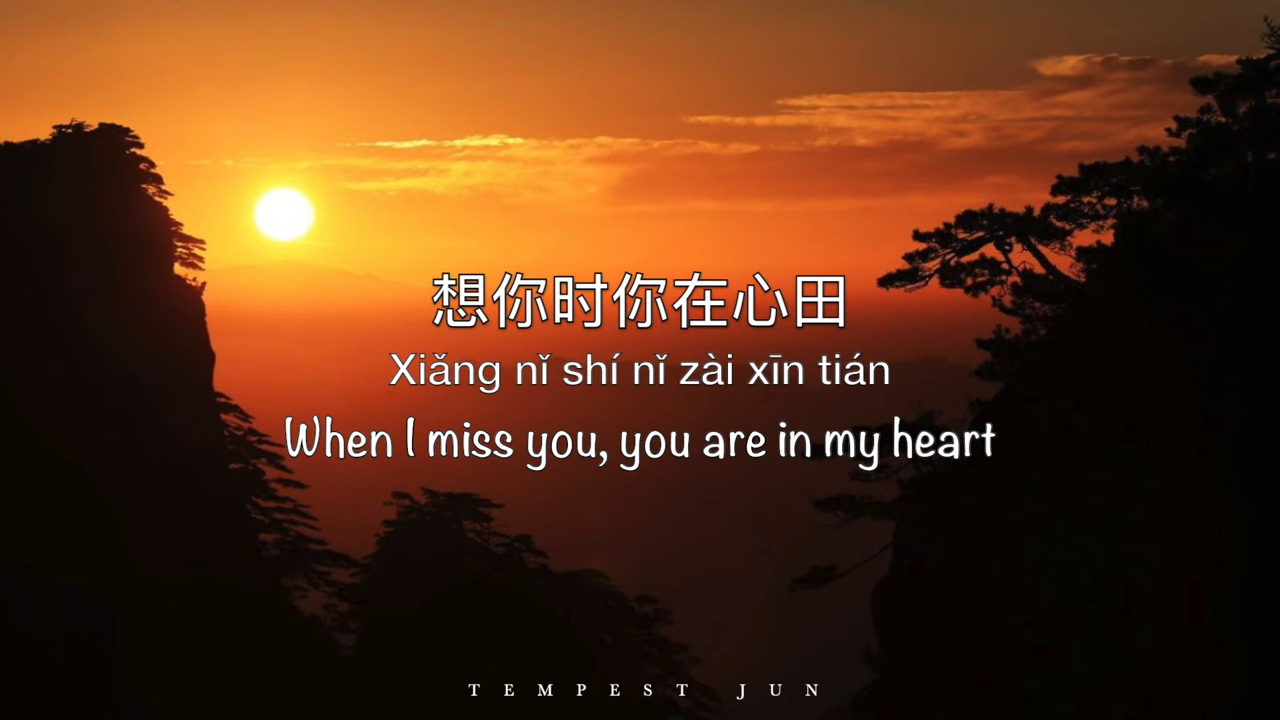 想你时你在心田
Xiǎng nǐ shí nǐ zài xīn tián
When I miss you, you are in my heart
TEMPEST JUN